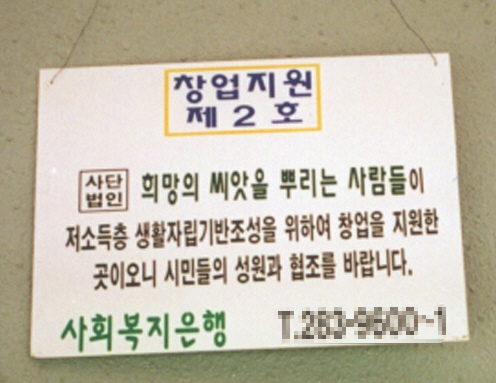 창업지원
제 2 호
사단법인 희망의 씨앗을 뿌리는 사람들이
저소득층 생활자립기반조성을 위하여 창업을 지원한
곳이오니 시민들의 성원과 협조를 바랍니다.
사회복지은행 T.283-9600~1